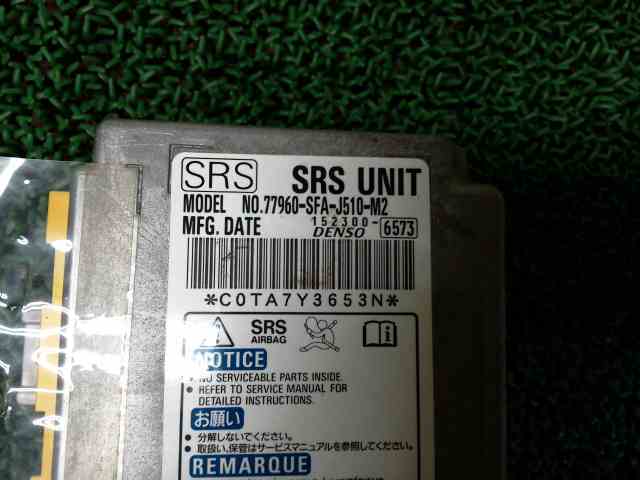 SRS SRS UNIT
MODEL NO.77960-SFA-J510-M2
MFG. DATE 152300-6573
DENSO
*C0TA7Y3653N*
SRS
AIRBAG
NOTICE
• NO SERVICEABLE PARTS INSIDE.
• REFER TO SERVICE MANUAL FOR
DETAILED INSTRUCTIONS.
お願い
• 分解しないでください。
• 取扱い、保管はサービスマニュアルを参照してください。
REMARQUE